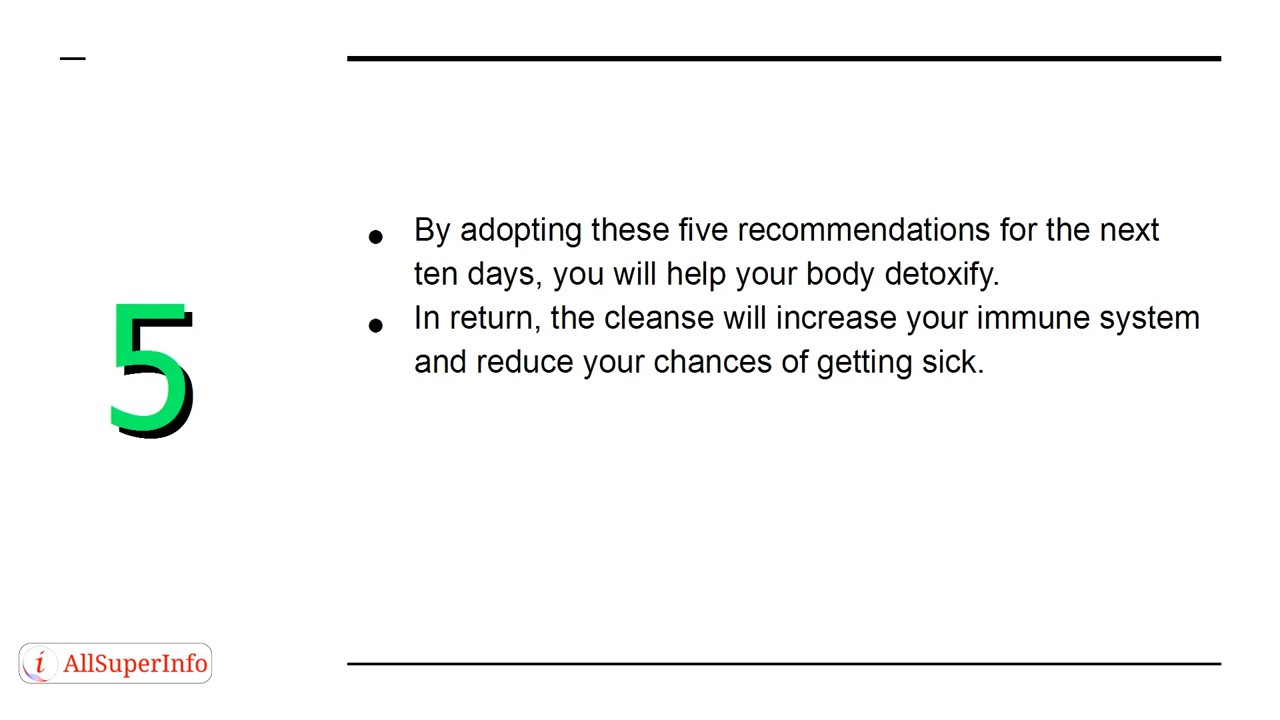 By adopting these five recommendations for the next
ten days, you will help your body detoxify.
In return, the cleanse will increase your immune system
and reduce your chances of getting sick.
5
i AllSuperInfo